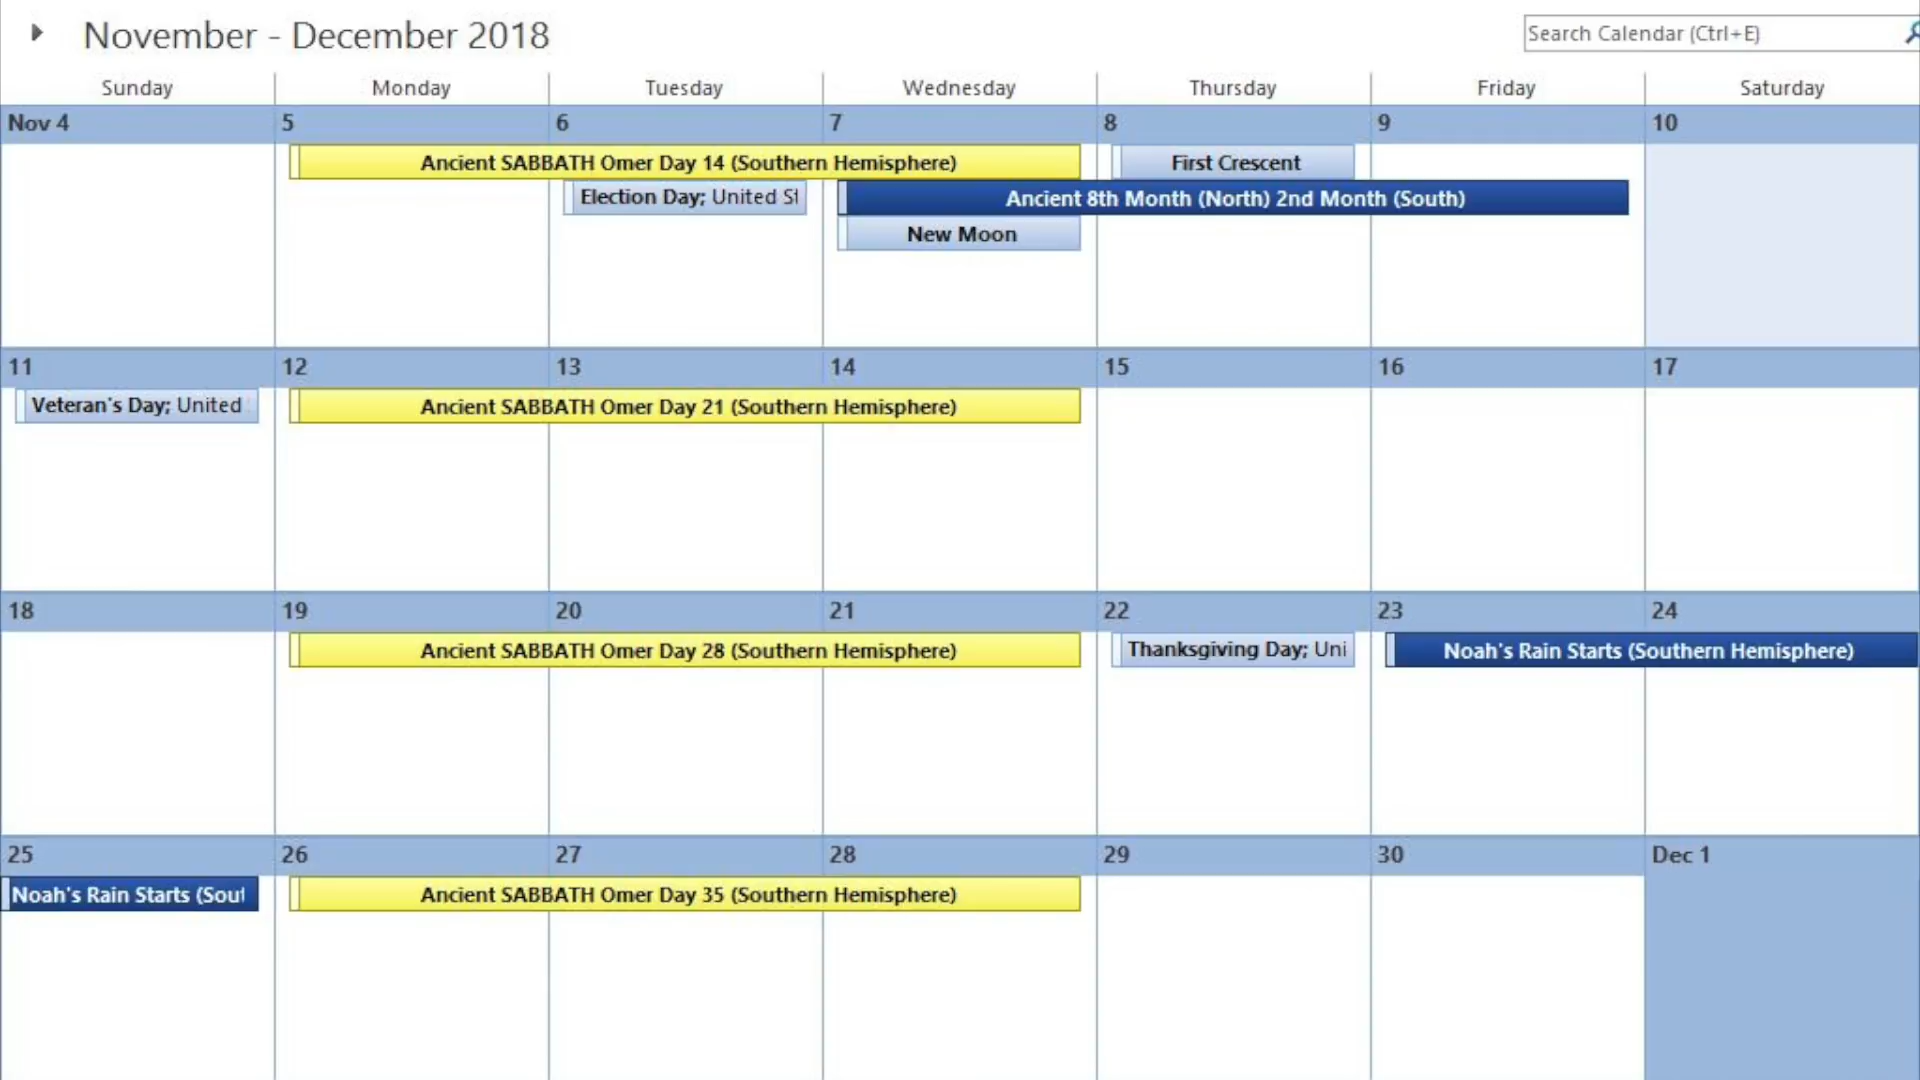 November - December 2018
Search Calendar (Ctrl+E)
Sunday Monday Tuesday Wednesday Thursday Friday Saturday
Nov 4 5 6 7 8 9 10
Ancient SABBATH Omer Day 14 (Southern Hemisphere) First Crescent
Election Day; United St Ancient 8th Month (North) 2nd Month (South)
New Moon
11 12 13 14 15 16 17
Veteran's Day; United Ancient SABBATH Omer Day 21 (Southern Hemisphere)
18 19 20 21 22 23 24
Ancient SABBATH Omer Day 28 (Southern Hemisphere) Thanksgiving Day; Uni Noah's Rain Starts (Southern Hemisphere)
25 26 27 28 29 30 Dec 1
Noah's Rain Starts (Sout Ancient SABBATH Omer Day 35 (Southern Hemisphere)